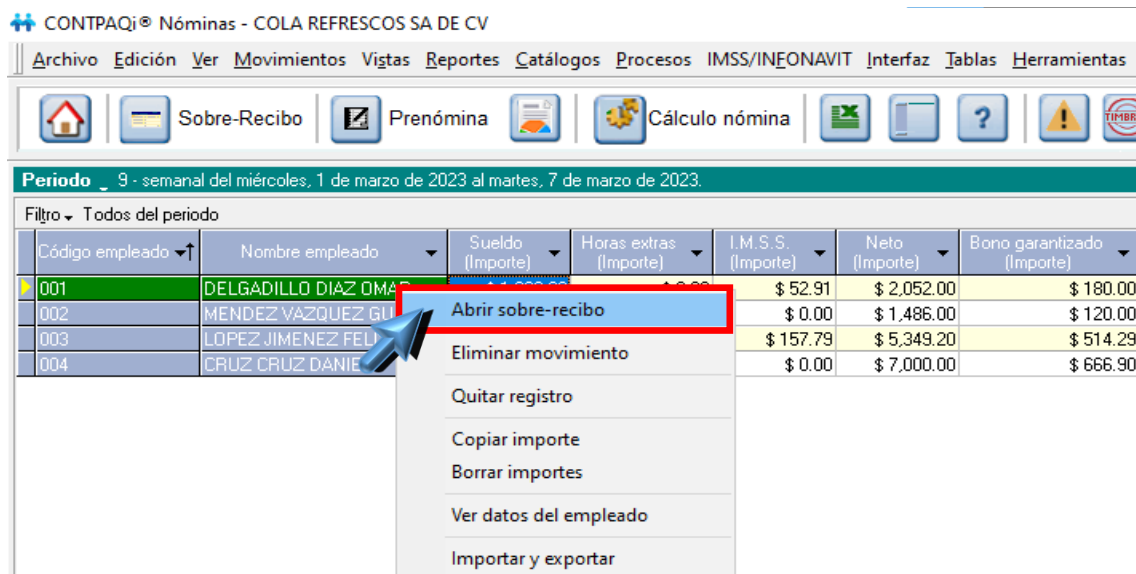 CONTPAQi® Nóminas - COLA REFRESCOS SA DE CV
Archivo Edición Ver Movimientos Vistas Reportes Catálogos Procesos IMSS/INFONAVIT Interfaz Tablas Herramientas
Sobre-Recibo Prenómina Cálculo nómina ?
Periodo 9 - semanal del miércoles, 1 de marzo de 2023 al martes, 7 de marzo de 2023.
Filtro Todos del periodo
Código empleado Nombre empleado Sueldo Horas extras I.M.S.S. Neto Bono garantizado
(Importe) (Importe) (Importe) (Importe) (Importe)
001 DELGADILLO DIAZ OMAR $ 52.91 $ 2,052.00 $ 180.00
002 MENDEZ VAZQUEZ $ 0.00 $ 1,486.00 $ 120.00
003 LOPEZ JIMENEZ $ 157.79 $ 5,349.20 $ 514.29
004 CRUZ CRUZ $ 0.00 $ 7,000.00 $ 666.90
Abrir sobre-recibo
Eliminar movimiento
Quitar registro
Copiar importe
Borrar importes
Ver datos del empleado
Importar y exportar